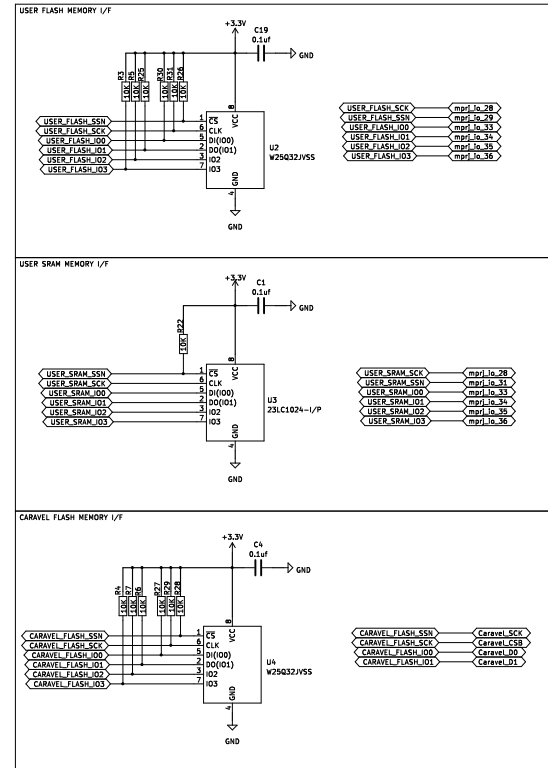 USER FLASH MEMORY I/F
+3.3V
C19
0.1uf
GND
R3 10K
R5 10K
R25 10K
R30 10K
R31 10K
R26 10K
8
VCC
USER_FLASH_SSN 1 CS
USER_FLASH_SCK 6 CLK
USER_FLASH_IO0 5 DI(IO0)
USER_FLASH_IO1 2 DO(IO1)
USER_FLASH_IO2 3 IO2
USER_FLASH_IO3 7 IO3
U2
W25Q32JVSS
GND
4
GND
USER_FLASH_SCK mprj_io_28
USER_FLASH_SSN mprj_io_29
USER_FLASH_IO0 mprj_io_33
USER_FLASH_IO1 mprj_io_34
USER_FLASH_IO2 mprj_io_35
USER_FLASH_IO3 mprj_io_36
USER SRAM MEMORY I/F
+3.3V
C1
0.1uf
GND
R22 10K
8
VCC
USER_SRAM_SSN 1 CS
USER_SRAM_SCK 6 CLK
USER_SRAM_IO0 5 DI(IO0)
USER_SRAM_IO1 2 DO(IO1)
USER_SRAM_IO2 3 IO2
USER_SRAM_IO3 7 IO3
U3
23LC1024-I/P
GND
4
GND
USER_SRAM_SCK mprj_io_28
USER_SRAM_SSN mprj_io_31
USER_SRAM_IO0 mprj_io_33
USER_SRAM_IO1 mprj_io_34
USER_SRAM_IO2 mprj_io_35
USER_SRAM_IO3 mprj_io_36
CARAVEL FLASH MEMORY I/F
+3.3V
C4
0.1uf
GND
R4 10K
R7 10K
R6 10K
R27 10K
R29 10K
R28 10K
8
VCC
CARAVEL_FLASH_SSN 1 CS
CARAVEL_FLASH_SCK 6 CLK
CARAVEL_FLASH_IO0 5 DI(IO0)
CARAVEL_FLASH_IO1 2 DO(IO1)
CARAVEL_FLASH_IO2 3 IO2
CARAVEL_FLASH_IO3 7 IO3
U4
W25Q32JVSS
GND
4
GND
CARAVEL_FLASH_SSN Caravel_SCK
CARAVEL_FLASH_SCK Caravel_CSB
CARAVEL_FLASH_IO0 Caravel_D0
CARAVEL_FLASH_IO1 Caravel_D1